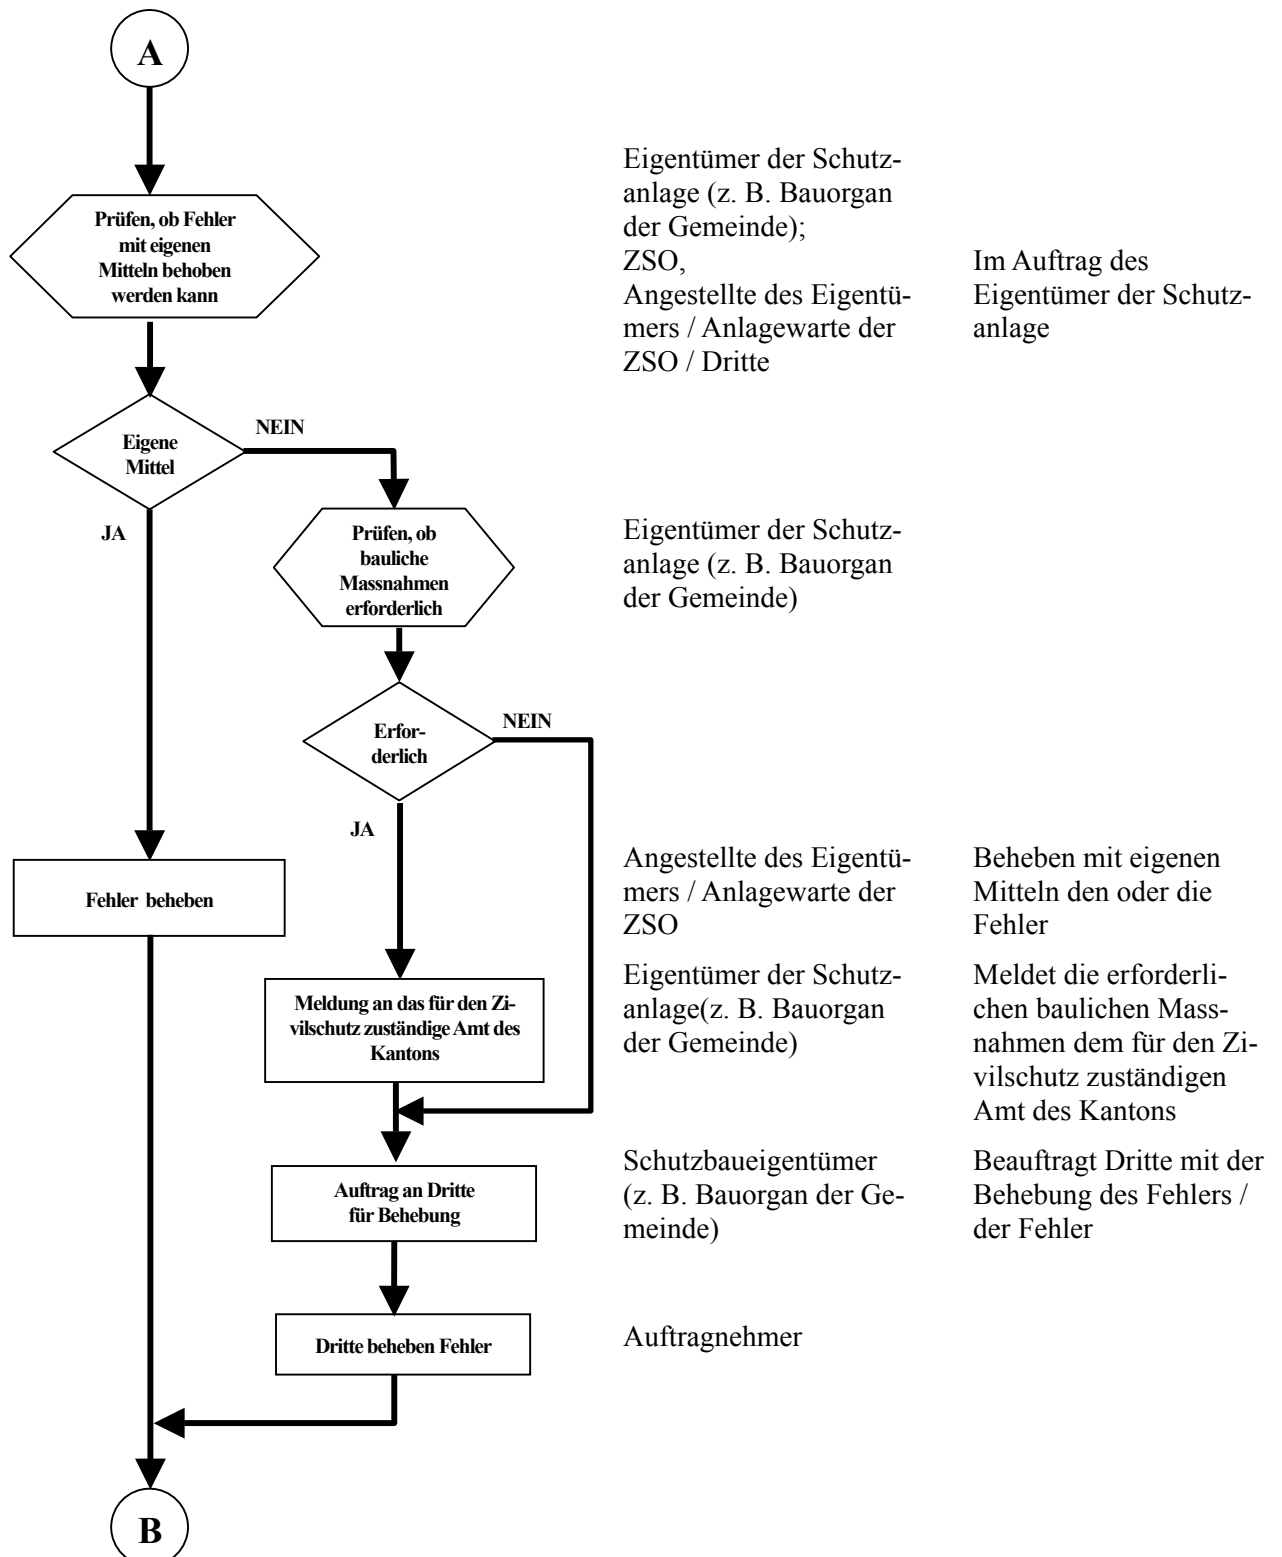 A
Prüfen, ob Fehler
mit eigenen
Mitteln behoben
werden kann
Eigentümer der Schutz-
anlage (z. B. Bauorgan
der Gemeinde);
ZSO,
Angestellte des Eigentü-
mers / Anlagewarte der
ZSO / Dritte
Im Auftrag des
Eigentümer der Schutz-
anlage
Eigene
Mittel
NEIN
JA
Prüfen, ob
bauliche
Massnahmen
erforderlich
Eigentümer der Schutz-
anlage (z. B. Bauorgan
der Gemeinde)
Erfor-
derlich
NEIN
JA
Fehler beheben
Angestellte des Eigentü-
mers / Anlagewarte der
ZSO
Beheben mit eigenen
Mitteln den oder die
Fehler
Meldung an das für den Zi-
vilschutz zuständige Amt des
Kantons
Eigentümer der Schutz-
anlage(z. B. Bauorgan
der Gemeinde)
Meldet die erforderli-
chen baulichen Mass-
nahmen dem für den Zi-
vilschutz zuständigen
Amt des Kantons
Auftrag an Dritte
für Behebung
Schutzbaueigentümer
(z. B. Bauorgan der Ge-
meinde)
Beauftragt Dritte mit der
Behebung des Fehlers /
der Fehler
Dritte beheben Fehler
Auftragnehmer
B